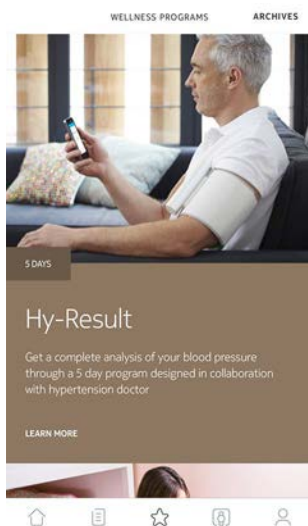 WELLNESS PROGRAMS ARCHIVES
5 DAYS
Hy-Result
Get a complete analysis of your blood pressure
through a 5 day program designed in collaboration
with hypertension doctor
LEARN MORE